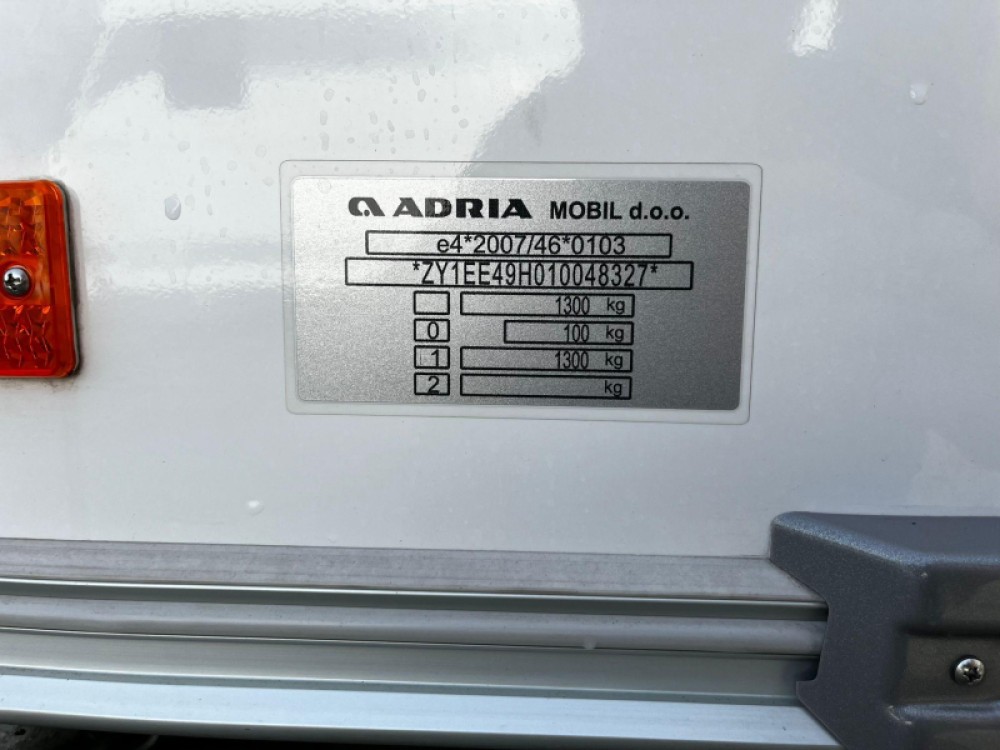 ADRIA MOBIL d.o.o.
e4*2007/46*0103
*ZY1EE49H010048327*
1300 kg
0 100 kg
1 1300 kg
2 kg